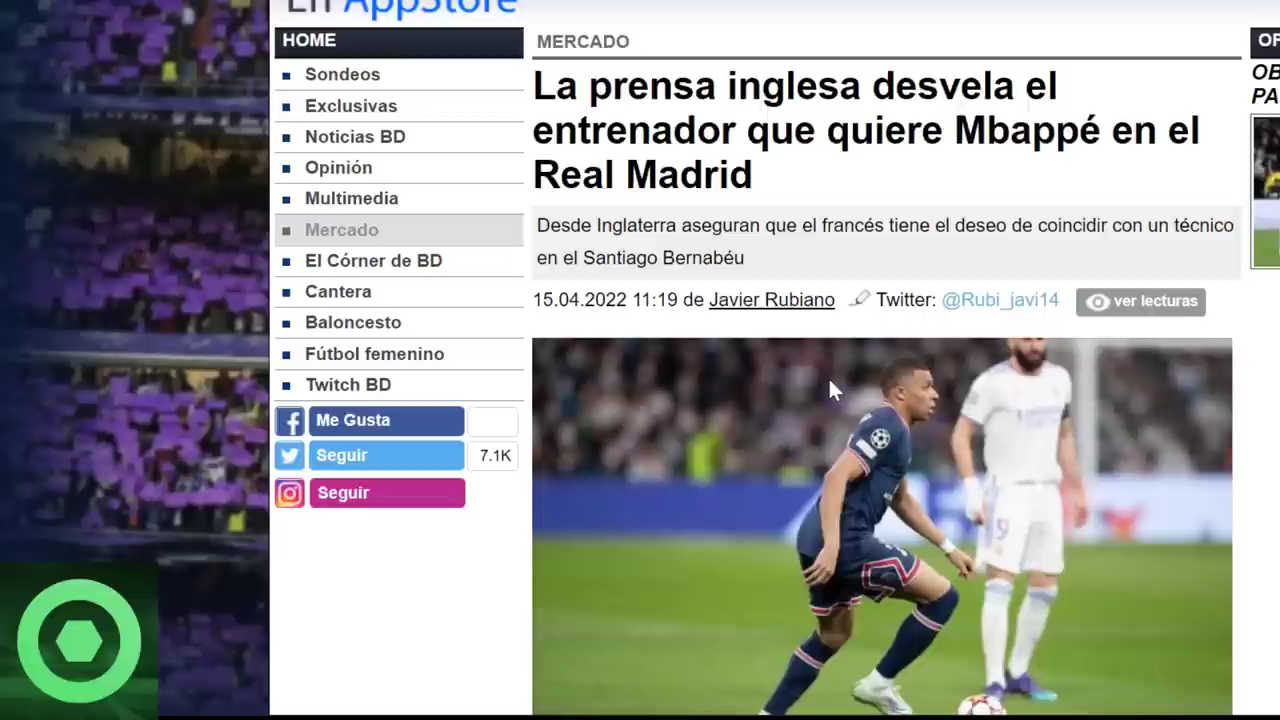 En AppStore
HOME
Sondeos
Exclusivas
Noticias BD
Opinión
Multimedia
Mercado
El Córner de BD
Cantera
Baloncesto
Fútbol femenino
Twitch BD
Me Gusta
Seguir 7.1K
Seguir
MERCADO
La prensa inglesa desvela el
entrenador que quiere Mbappé en el
Real Madrid
Desde Inglaterra aseguran que el francés tiene el deseo de coincidir con un técnico
en el Santiago Bernabéu
15.04.2022 11:19 de Javier Rubiano Twitter: @Rubi_javi14 ver lecturas
9